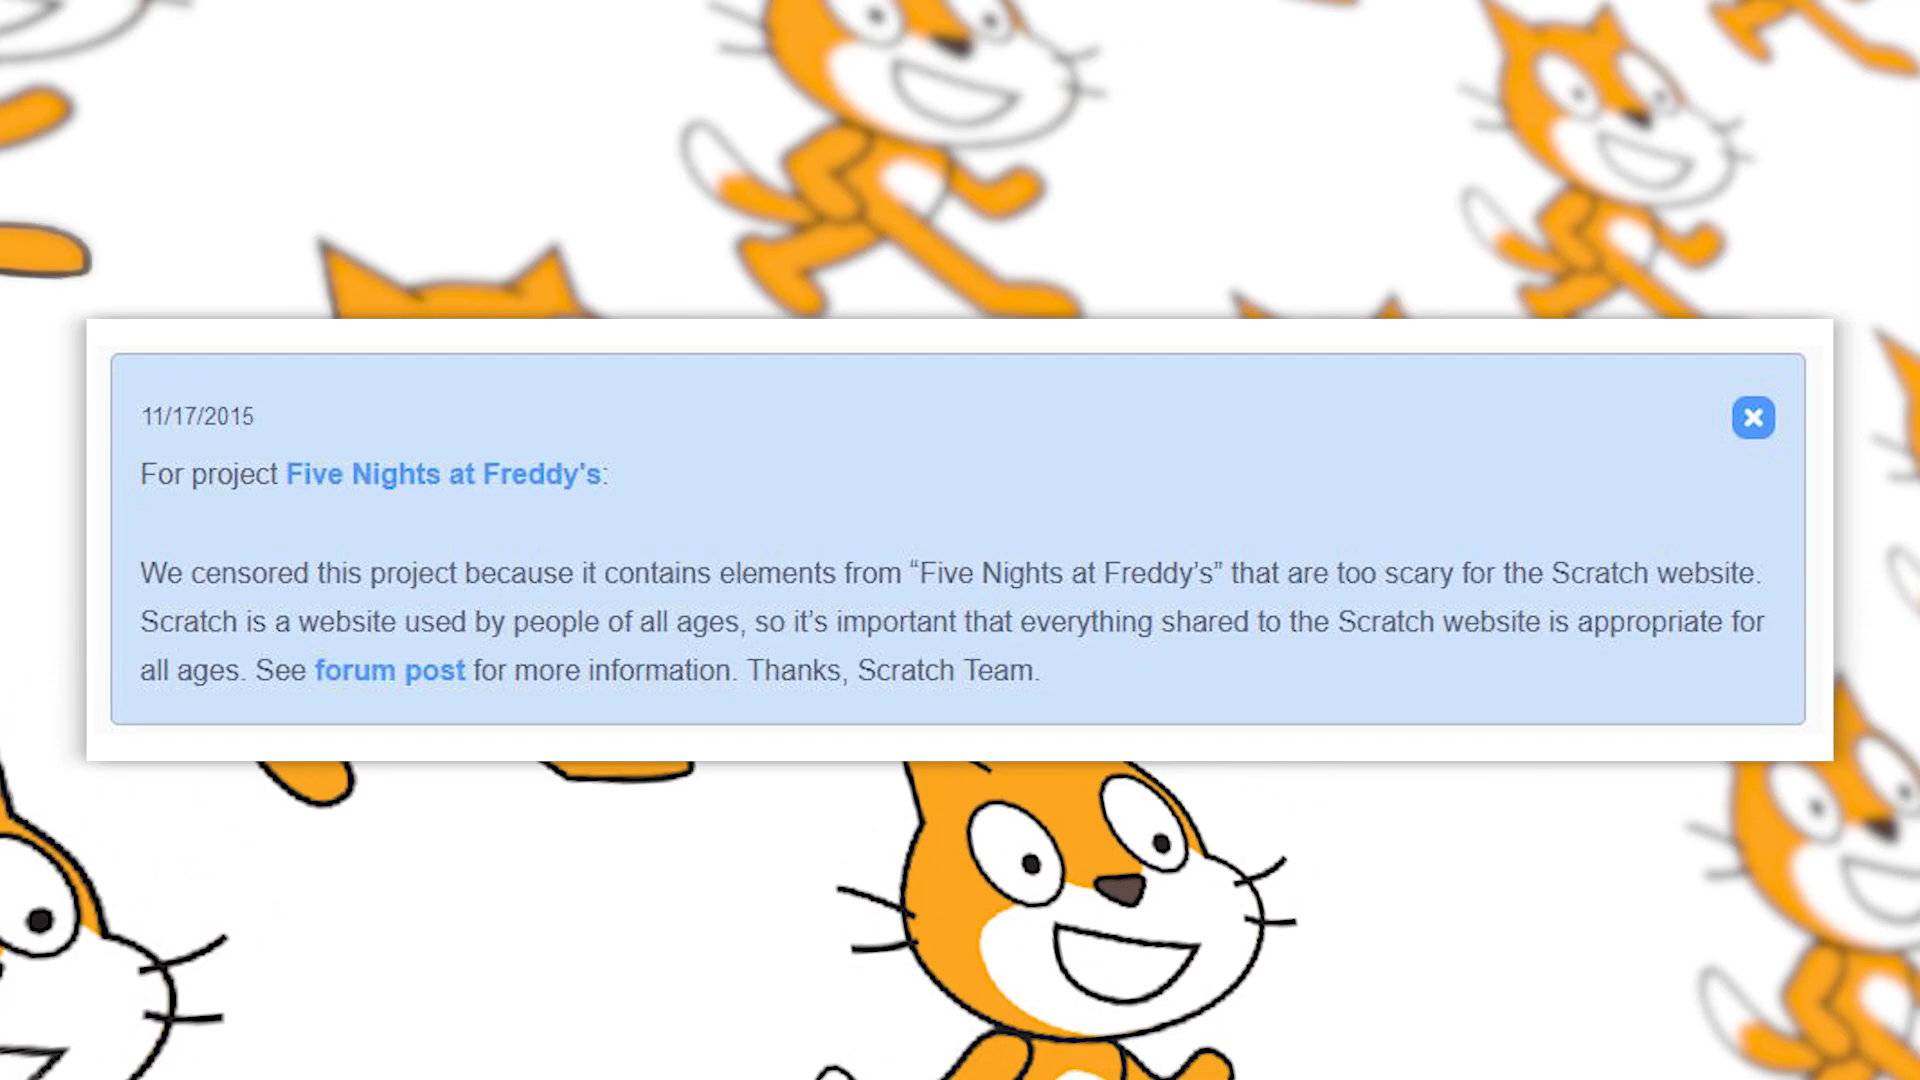 11/17/2015
For project Five Nights at Freddy's:
We censored this project because it contains elements from “Five Nights at Freddy’s” that are too scary for the Scratch website.
Scratch is a website used by people of all ages, so it’s important that everything shared to the Scratch website is appropriate for
all ages. See forum post for more information. Thanks, Scratch Team.